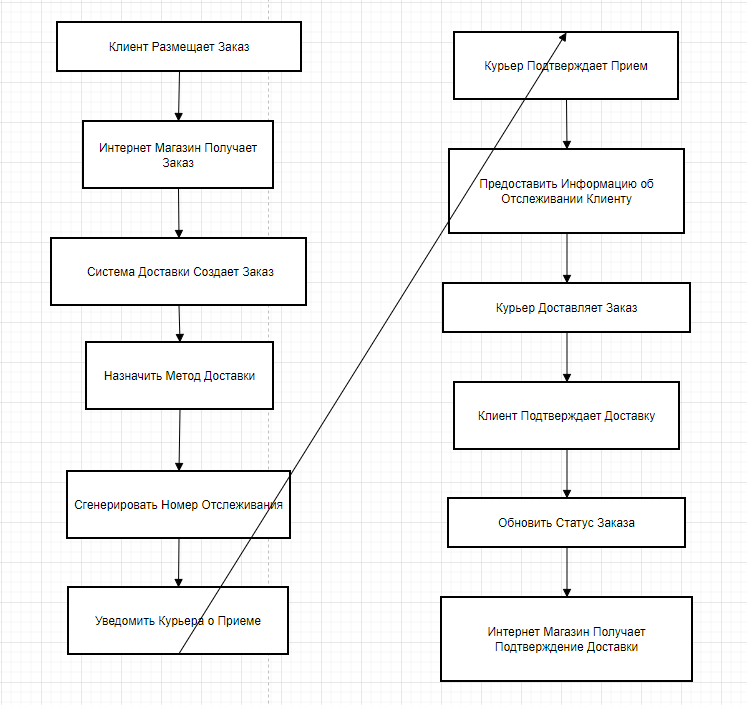 Клиент Размещает Заказ
Интернет Магазин Получает
Заказ
Система Доставки Создает Заказ
Назначить Метод Доставки
Сгенерировать Номер Отслеживания
Уведомить Курьера о Приеме
Курьер Подтверждает Прием
Предоставить Информацию об
Отслеживании Клиенту
Курьер Доставляет Заказ
Клиент Подтверждает Доставку
Обновить Статус Заказа
Интернет Магазин Получает
Подтверждение Доставки